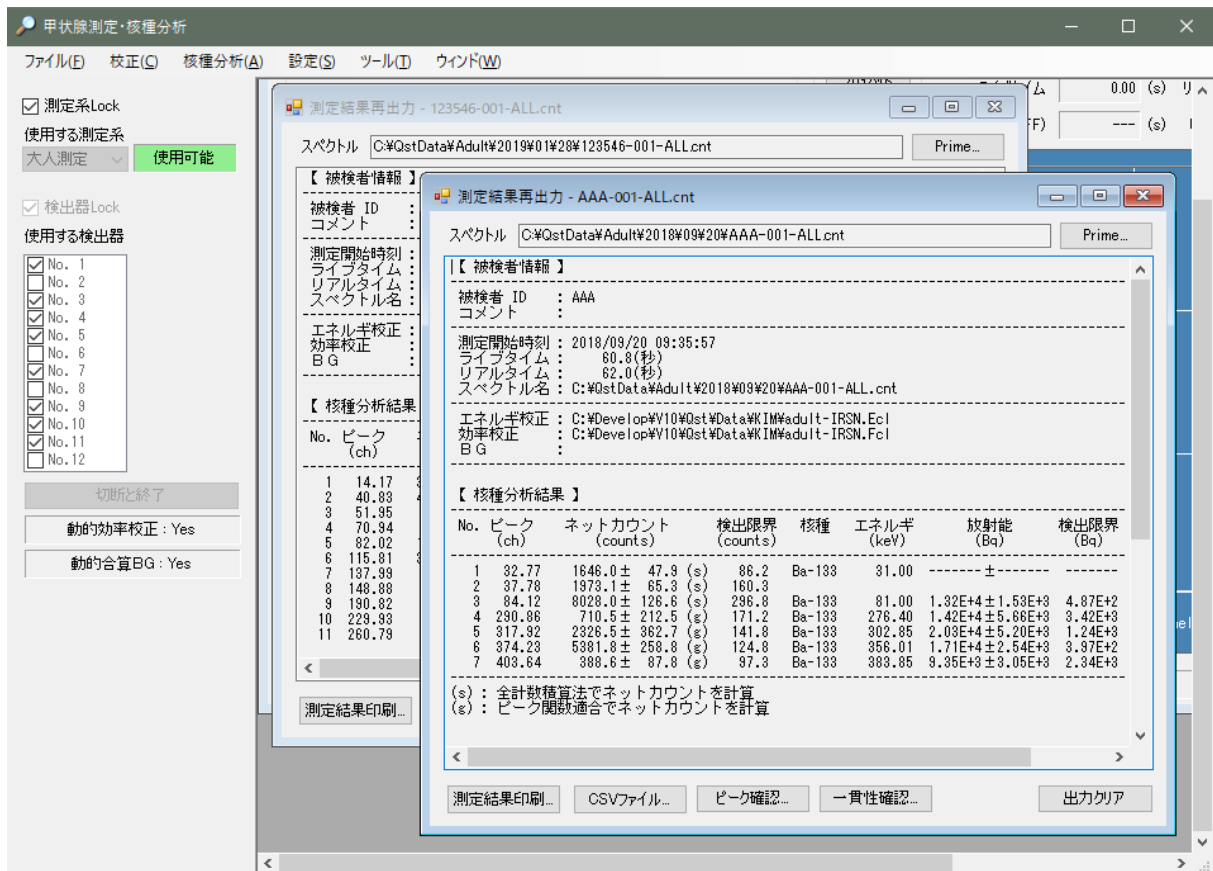 甲状腺測定・核種分析
ファイル(F) 校正(C) 核種分析(A) 設定(S) ツール(T) ウィンド(W)
測定系Lock
使用する測定系
大人測定 使用可能
検出器Lock
使用する検出器
No. 1
No. 2
No. 3
No. 4
No. 5
No. 6
No. 7
No. 8
No. 9
No.10
No.11
No.12
切断と終了
動的効率校正 : Yes
動的合算BG : Yes
0.00 (s)
--- (s)
測定結果再出力 - 123546-001-ALL.cnt
スペクトル C:¥QstData¥Adult¥2019¥01¥28¥123546-001-ALL.cnt Prime...
【 被検者情報 】
被検者 ID :
コメント :
測定開始時刻 :
ライブタイム :
リアルタイム :
スペクトル名 :
エネルギ校正 :
効率校正 :
BG :
【 核種分析結果
No. ピーク
(ch)
1 14.17
2 40.83
3 51.95
4 70.94
5 82.02
6 115.81
7 137.99
8 148.88
9 190.82
10 229.93
11 260.79
測定結果印刷...
測定結果再出力 - AAA-001-ALL.cnt
スペクトル C:¥QstData¥Adult¥2018¥09¥20¥AAA-001-ALL.cnt Prime...
【 被検者情報 】
被検者 ID : AAA
コメント :
測定開始時刻 : 2018/09/20 09:35:57
ライブタイム : 60.8(秒)
リアルタイム : 62.0(秒)
スペクトル名 : C:¥QstData¥Adult¥2018¥09¥20¥AAA-001-ALL.cnt
エネルギ校正 : C:¥Develop¥V10¥Qst¥Data¥KIM¥adult-IRSN.Ecl
効率校正 : C:¥Develop¥V10¥Qst¥Data¥KIM¥adult-IRSN.Fcl
BG :
【 核種分析結果 】
No. ピーク ネットカウント 検出限界 核種 エネルギ 放射能 検出限界
(ch) (counts) (counts) (keV) (Bq) (Bq)
1 32.77 1646.0± 47.9 (s) 86.2 Ba-133 31.00 -------±------- -------
2 37.78 1973.1± 65.3 (s) 160.3
3 84.12 8028.0± 126.6 (s) 296.8 Ba-133 81.00 1.32E+4±1.53E+3 4.87E+2
4 290.86 710.5± 212.5 (g) 171.2 Ba-133 276.40 1.42E+4±5.66E+3 3.42E+3
5 317.92 2326.5± 362.7 (g) 141.8 Ba-133 302.85 2.03E+4±5.20E+3 1.24E+3
6 374.23 5381.8± 258.8 (g) 124.8 Ba-133 356.01 1.71E+4±2.54E+3 3.97E+2
7 403.64 388.6± 87.8 (g) 97.3 Ba-133 383.85 9.35E+3±3.05E+3 2.34E+3
(s) : 全計数積算法でネットカウントを計算
(g) : ピーク関数適合でネットカウントを計算
測定結果印刷... CSVファイル... ピーク確認... 一貫性確認... 出力クリア